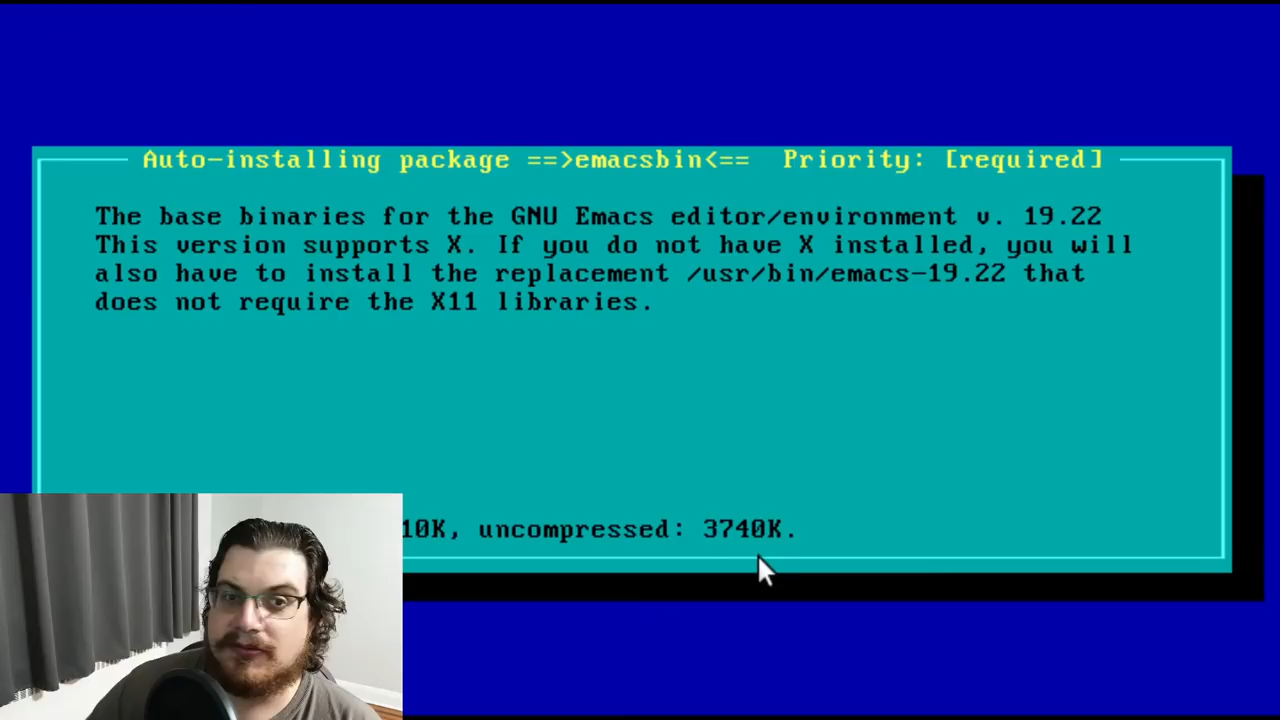 Auto-installing package ==>emacsbin<== Priority: [required]
The base binaries for the GNU Emacs editor/environment v. 19.22
This version supports X. If you do not have X installed, you will
also have to install the replacement /usr/bin/emacs-19.22 that
does not require the X11 libraries.
10K, uncompressed: 3740K.